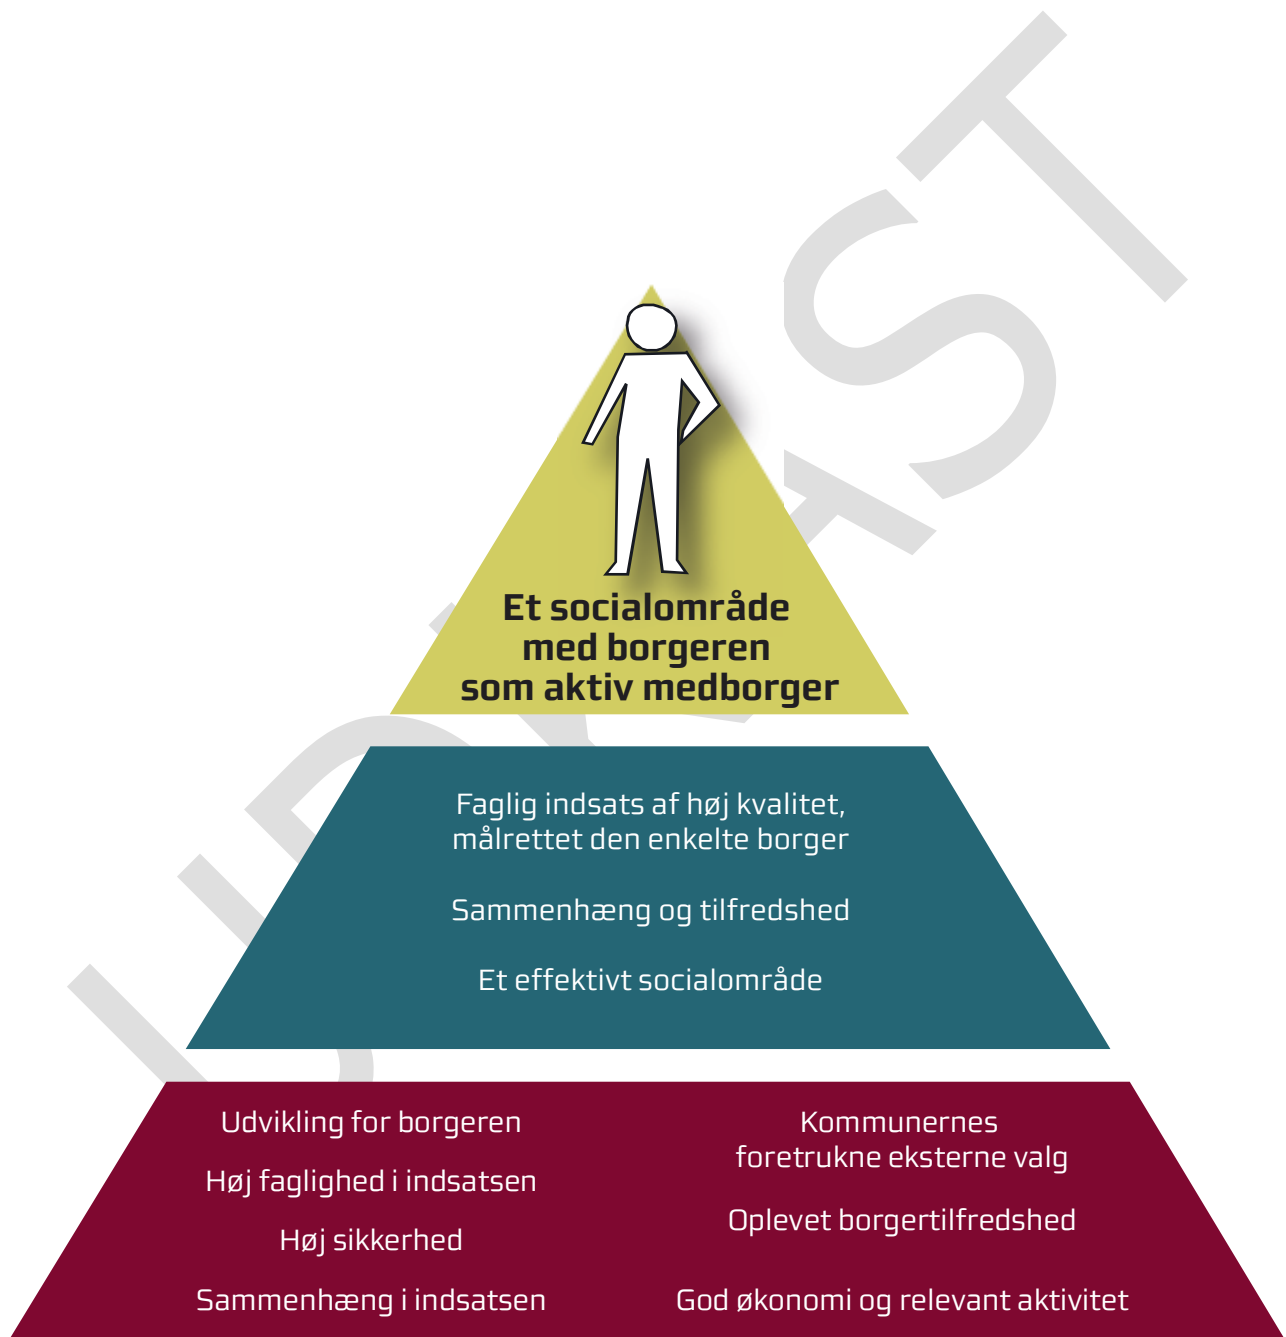 UDKAST
Et socialområde
med borgeren
som aktiv medborger
Faglig indsats af høj kvalitet,
målrettet den enkelte borger
Sammenhæng og tilfredshed
Et effektivt socialområde
Udvikling for borgeren
Høj faglighed i indsatsen
Høj sikkerhed
Sammenhæng i indsatsen
Kommunernes
foretrukne eksterne valg
Oplevet borgertilfredshed
God økonomi og relevant aktivitet